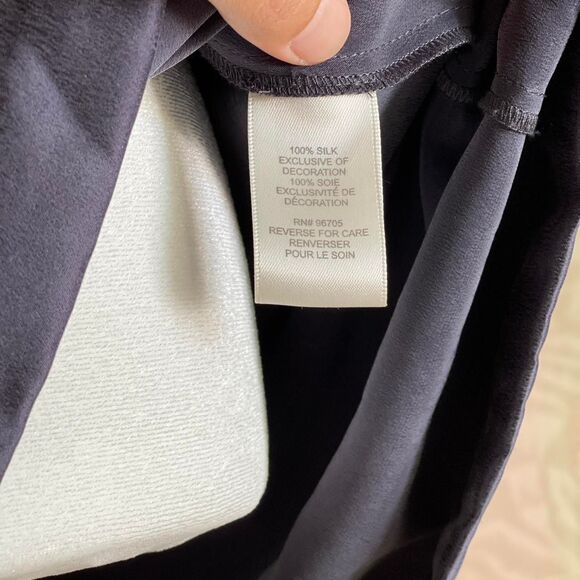 100% SILK
EXCLUSIVE OF
DECORATION
100% SOIE
EXCLUSIVITÉ DE
DÉCORATION
RN# 96705
REVERSE FOR CARE
RENVERSER
POUR LE SOIN